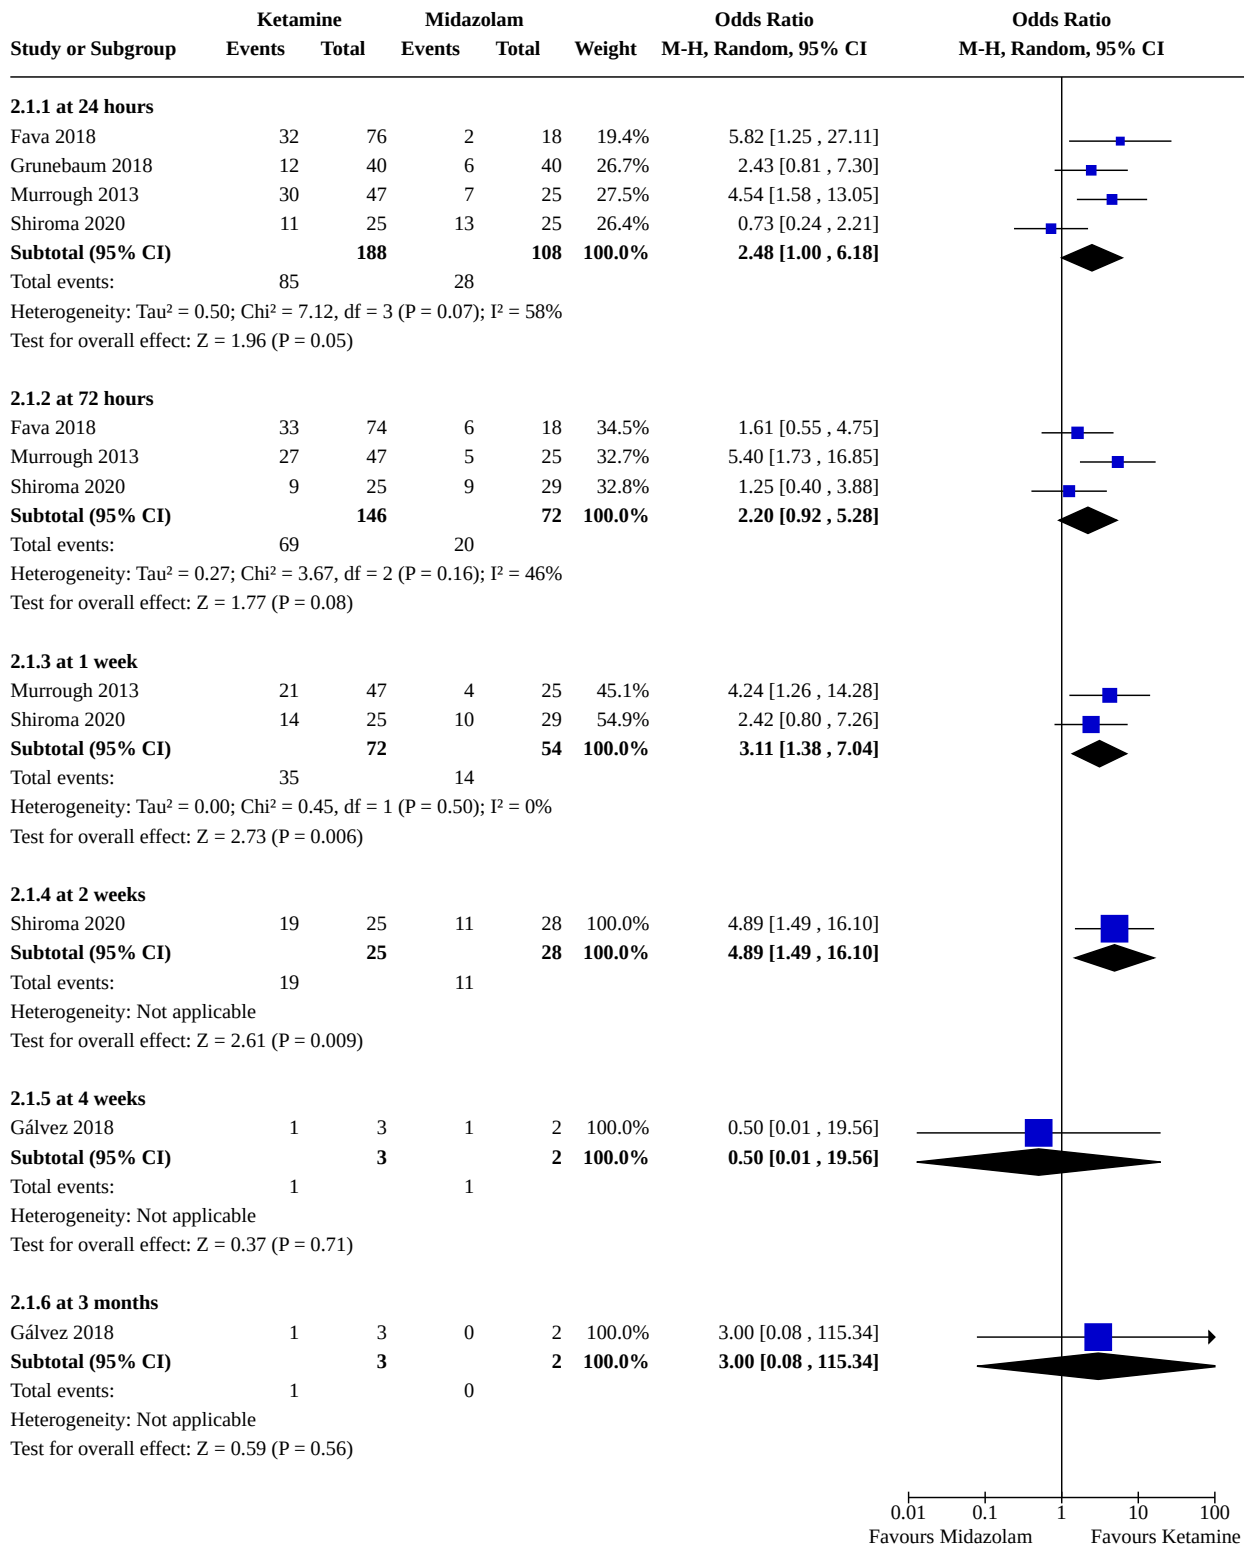 Ketamine Midazolam Odds Ratio Odds Ratio
Study or Subgroup Events Total Events Total Weight M-H, Random, 95% CI M-H, Random, 95% CI
2.1.1 at 24 hours
Fava 2018 32 76 2 18 19.4% 5.82 [1.25 , 27.11]
Grunebaum 2018 12 40 6 40 26.7% 2.43 [0.81 , 7.30]
Murrough 2013 30 47 7 25 27.5% 4.54 [1.58 , 13.05]
Shiroma 2020 11 25 13 25 26.4% 0.73 [0.24 , 2.21]
Subtotal (95% CI) 188 108 100.0% 2.48 [1.00 , 6.18]
Total events: 85 28
Heterogeneity: Tau² = 0.50; Chi² = 7.12, df = 3 (P = 0.07); I² = 58%
Test for overall effect: Z = 1.96 (P = 0.05)
2.1.2 at 72 hours
Fava 2018 33 74 6 18 34.5% 1.61 [0.55 , 4.75]
Murrough 2013 27 47 5 25 32.7% 5.40 [1.73 , 16.85]
Shiroma 2020 9 25 9 29 32.8% 1.25 [0.40 , 3.88]
Subtotal (95% CI) 146 72 100.0% 2.20 [0.92 , 5.28]
Total events: 69 20
Heterogeneity: Tau² = 0.27; Chi² = 3.67, df = 2 (P = 0.16); I² = 46%
Test for overall effect: Z = 1.77 (P = 0.08)
2.1.3 at 1 week
Murrough 2013 21 47 4 25 45.1% 4.24 [1.26 , 14.28]
Shiroma 2020 14 25 10 29 54.9% 2.42 [0.80 , 7.26]
Subtotal (95% CI) 72 54 100.0% 3.11 [1.38 , 7.04]
Total events: 35 14
Heterogeneity: Tau² = 0.00; Chi² = 0.45, df = 1 (P = 0.50); I² = 0%
Test for overall effect: Z = 2.73 (P = 0.006)
2.1.4 at 2 weeks
Shiroma 2020 19 25 11 28 100.0% 4.89 [1.49 , 16.10]
Subtotal (95% CI) 25 28 100.0% 4.89 [1.49 , 16.10]
Total events: 19 11
Heterogeneity: Not applicable
Test for overall effect: Z = 2.61 (P = 0.009)
2.1.5 at 4 weeks
Gálvez 2018 1 3 1 2 100.0% 0.50 [0.01 , 19.56]
Subtotal (95% CI) 3 2 100.0% 0.50 [0.01 , 19.56]
Total events: 1 1
Heterogeneity: Not applicable
Test for overall effect: Z = 0.37 (P = 0.71)
2.1.6 at 3 months
Gálvez 2018 1 3 0 2 100.0% 3.00 [0.08 , 115.34]
Subtotal (95% CI) 3 2 100.0% 3.00 [0.08 , 115.34]
Total events: 1 0
Heterogeneity: Not applicable
Test for overall effect: Z = 0.59 (P = 0.56)
0.01 0.1 1 10 100
Favours Midazolam Favours Ketamine